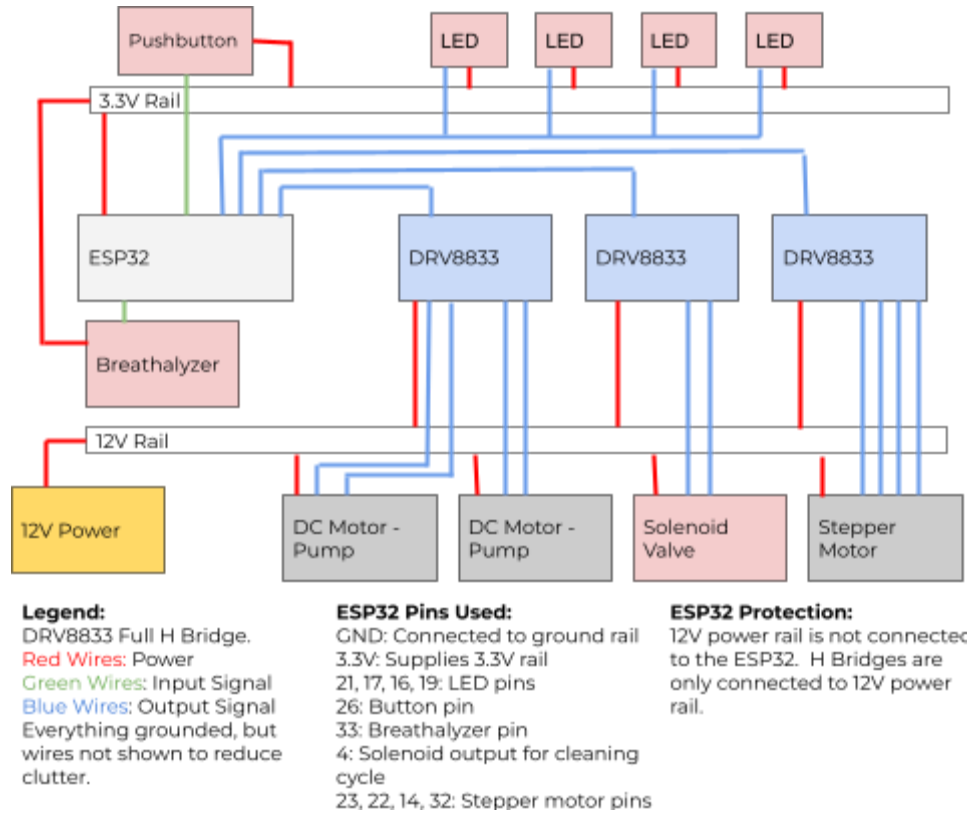 Pushbutton
LED
LED
LED
LED
3.3V Rail
ESP32
DRV8833
DRV8833
DRV8833
Breathalyzer
12V Rail
12V Power
DC Motor -
Pump
DC Motor -
Pump
Solenoid
Valve
Stepper
Motor
Legend:
DRV8833 Full H Bridge.
Red Wires: Power
Green Wires: Input Signal
Blue Wires: Output Signal
Everything grounded, but
wires not shown to reduce
clutter.
ESP32 Pins Used:
GND: Connected to ground rail
3.3V: Supplies 3.3V rail
21, 17, 16, 19: LED pins
26: Button pin
33: Breathalyzer pin
4: Solenoid output for cleaning
cycle
23, 22, 14, 32: Stepper motor pins
ESP32 Protection:
12V power rail is not connected
to the ESP32. H Bridges are
only connected to 12V power
rail.